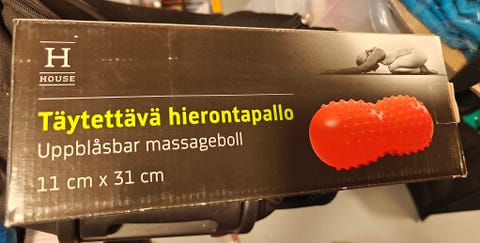 H
HOUSE
Täytettävä hierontapallo
Uppblåsbar massageboll
11 cm x 31 cm